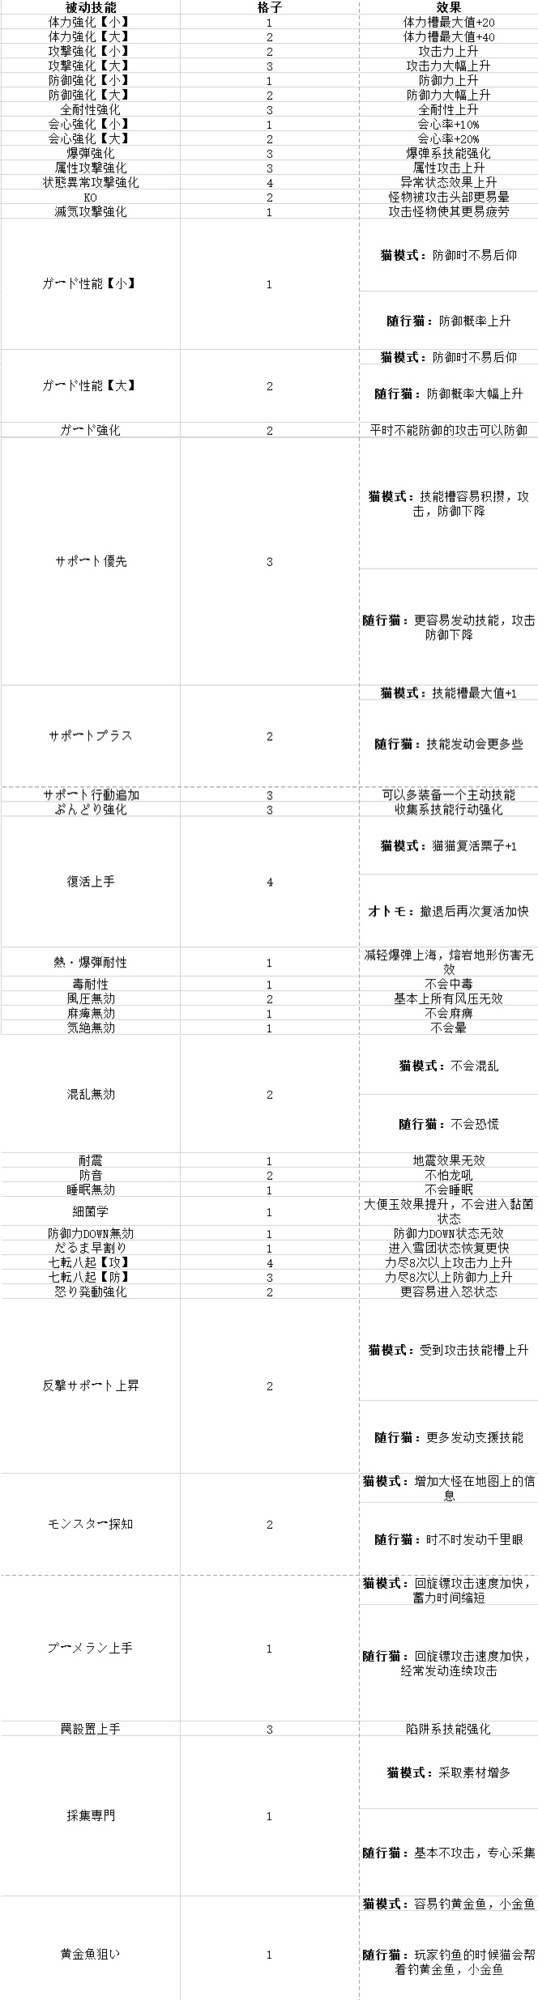 被动技能 格子 效果
体力強化【小】 1 体力槽最大值+20
体力強化【大】 2 体力槽最大值+40
攻撃強化【小】 2 攻击力上升
攻撃強化【大】 3 攻击力大幅上升
防御強化【小】 1 防御力上升
防御強化【大】 2 防御力大幅上升
全耐性強化 3 全耐性上升
会心強化【小】 1 会心率+10%
会心強化【大】 2 会心率+20%
爆弾強化 3 爆弹系技能强化
属性攻撃強化 3 属性攻击上升
状態異常攻撃強化 4 异常状态效果上升
KO 2 怪物被攻击头部更易晕
減気攻撃強化 1 攻击怪物使其更易疲劳
猫模式：防御时不易后仰
ガード性能【小】 1
随行猫：防御概率上升
猫模式：防御时不易后仰
ガード性能【大】 2
随行猫：防御概率大幅上升
ガード強化 2 平时不能防御的攻击可以防御
猫模式：技能槽容易积攒，攻
击，防御下降
サポート優先 3
随行猫：更容易发动技能，攻击
防御下降
猫模式：技能槽最大值+1
サポートプラス 2
随行猫：技能发动会更多些
サポート行動追加 3 可以多装备一个主动技能
ぶんどり強化 3 收集系技能行动强化
猫模式：猫猫复活栗子+1
復活上手 4
オトモ：撤退后再次复活加快
熱・爆弾耐性 1 减轻爆弹上海，熔岩地形伤害无
效
毒耐性 1 不会中毒
風圧無効 2 基本上所有风压无效
麻痺無効 1 不会麻痹
気絶無効 1 不会晕
猫模式：不会混乱
混乱無効 2
随行猫：不会恐慌
耐震 1 地震效果无效
防音 2 不怕龙吼
睡眠無効 1 不会睡眠
細菌学 1 大便玉效果提升，不会进入黏菌
状态
防御力DOWN無効 1 防御力DOWN状态无效
だるま早割り 1 进入雪团状态恢复更快
七転八起【攻】 4 力尽8次以上攻击力上升
七転八起【防】 3 力尽8次以上防御力上升
怒り発動強化 2 更容易进入怒状态
猫模式：受到攻击技能槽上升
反撃サポート上昇 2
随行猫：更多发动支援技能
猫模式：增加大怪在地图上的信
息
モンスター探知 2
随行猫：时不时发动千里眼
猫模式：回旋镖攻击速度加快，
蓄力时间缩短
ブーメラン上手 1
随行猫：回旋镖攻击速度加快，
经常发动连续攻击
罠設置上手 3 陷阱系技能强化
猫模式：采取素材增多
採集専門 1
随行猫：基本不攻击，专心采集
猫模式：容易钓黄金鱼，小金鱼
黄金魚狙い 1
随行猫：玩家钓鱼的时候猫会帮
着钓黄金鱼，小金鱼